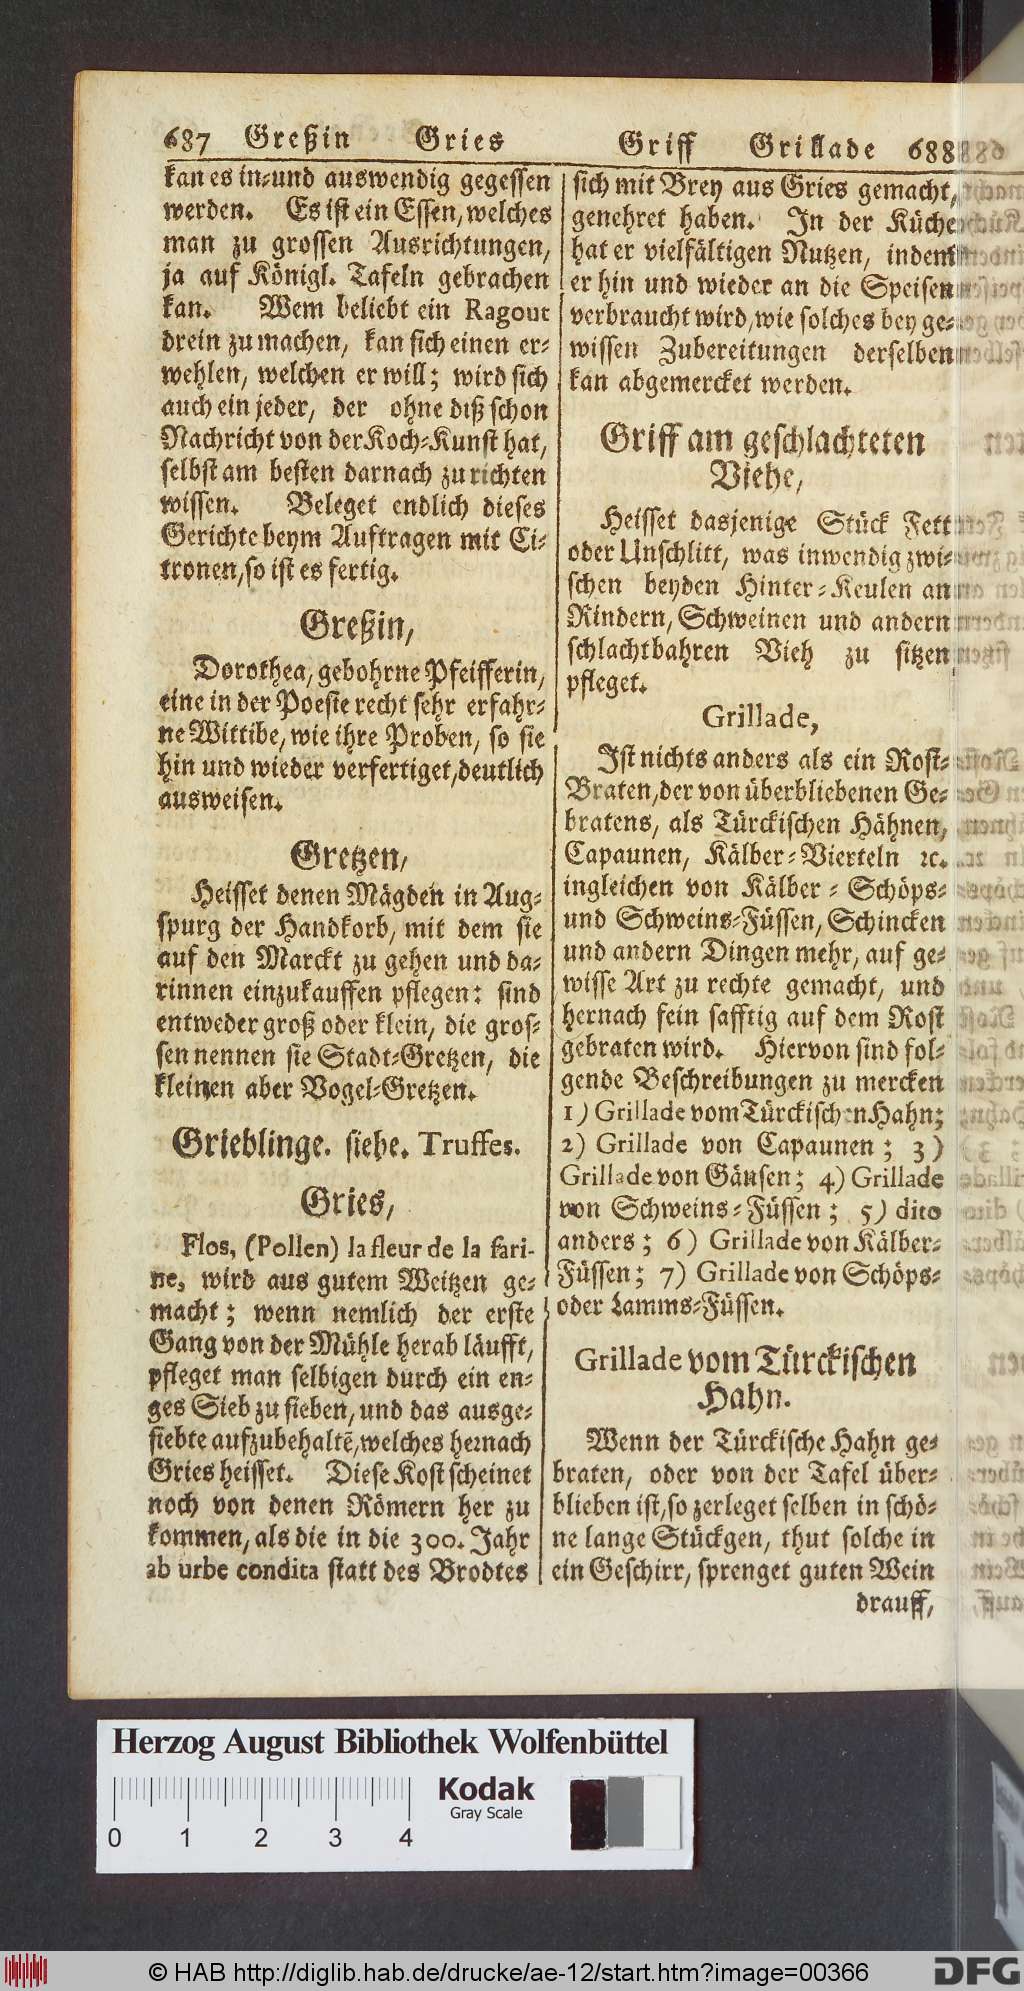 687 Greßin Gries
kan es in-und auswendig gegessen
werden. Es ist ein Essen, welches
man zu grossen Ausrichtungen,
ja auf Königl. Tafeln gebrachen
kan. Wem beliebt ein Ragout
drein zu machen, kan sich einen er-
wehlen, welchen er will; wird sich
auch ein jeder, der ohne diß schon
Nachricht von der Koch-Kunst hat,
selbst am besten darnach zu richten
wissen. Beleget endlich dieses
Gerichte beym Auftragen mit Ci-
tronen, so ist es fertig.
Greßin,
Dorothea, gebohrne Pfeifferin,
eine in der Poesie recht sehr erfahr-
ne Wittibe, wie ihre Proben, so sie
hin und wieder verfertiget, deutlich
ausweisen.
Gretzen,
Heisset denen Mägden in Aug-
spurg der Handkorb, mit dem sie
auf den Marckt zu gehen und da-
rinnen einzukauffen pflegen: sind
entweder groß oder klein, die gros-
sen nennen sie Stadt-Gretzen, die
kleinen aber Vogel-Gretzen.
Grieblinge. siehe. Truffes.
Gries,
Flos, (Pollen) la fleur de la fari-
ne, wird aus gutem Weitzen ge-
macht; wenn nemlich der erste
Gang von der Mühle herab läufft,
pfleget man selbigen durch ein en-
ges Sieb zu sieben, und das ausge-
siebte aufzubehaltē, welches hernach
Gries heisset. Diese Kost scheinet
noch von denen Römern her zu
kommen, als die in die 300. Jahr
ab urbe condita statt des Brodtes
Griff Grillade 688
sich mit Brey aus Gries gemacht,
genehret haben. In der Küche
hat er vielfältigen Nutzen, indem
er hin und wieder an die Speisen
verbraucht wird, wie solches bey ge-
wissen Zubereitungen derselben
kan abgemercket werden.
Griff am geschlachteten
Viehe,
Heisset dasjenige Stück Fett
oder Unschlitt, was inwendig zwi-
schen beyden Hinter-Keulen an
Rindern, Schweinen und andern
schlachtbahren Vieh zu sitzen
pfleget.
Grillade,
Ist nichts anders als ein Rost-
Braten, der von überbliebenen Ge-
bratens, als Türckischen Hähnen,
Capaunen, Kälber-Vierteln ꝛc.
ingleichen von Kälber-Schöps-
und Schweins-Füssen, Schincken
und andern Dingen mehr, auf ge-
wisse Art zu rechte gemacht, und
hernach fein safftig auf dem Rost
gebraten wird. Hiervon sind fol-
gende Beschreibungen zu mercken
1) Grillade vom Türckischen Hahn;
2) Grillade von Capaunen; 3)
Grillade von Gänsen; 4) Grillade
von Schweins-Füssen; 5) dito
anders; 6) Grillade von Kälber-
Füssen; 7) Grillade von Schöps-
oder Lamms-Füssen.
Grillade vom Türckischen
Hahn.
Wenn der Türckische Hahn ge-
braten, oder von der Tafel über-
blieben ist, so zerleget selben in schö-
ne lange Stückgen, thut solche in
ein Geschirr, sprenget guten Wein
drauff,
Herzog August Bibliothek Wolfenbüttel
0 1 2 3 4
Kodak
Gray Scale
© HAB http://diglib.hab.de/drucke/ae-12/start.htm?image=00366
DFG